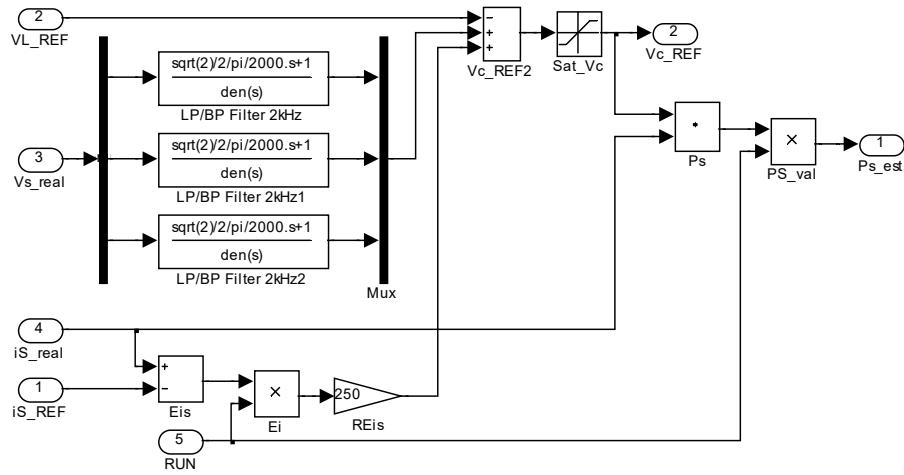 2
VL_REF
3
Vs_real
sqrt(2)/2/pi/2000.s+1
den(s)
LP/BP Filter 2kHz
sqrt(2)/2/pi/2000.s+1
den(s)
LP/BP Filter 2kHz1
sqrt(2)/2/pi/2000.s+1
den(s)
LP/BP Filter 2kHz2
Mux
−
+
+
Vc_REF2
Sat_Vc
2
Vc_REF
Ps
×
PS_val
1
Ps_est
4
iS_real
1
iS_REF
+
−
Eis
×
Ei
250
REis
5
RUN